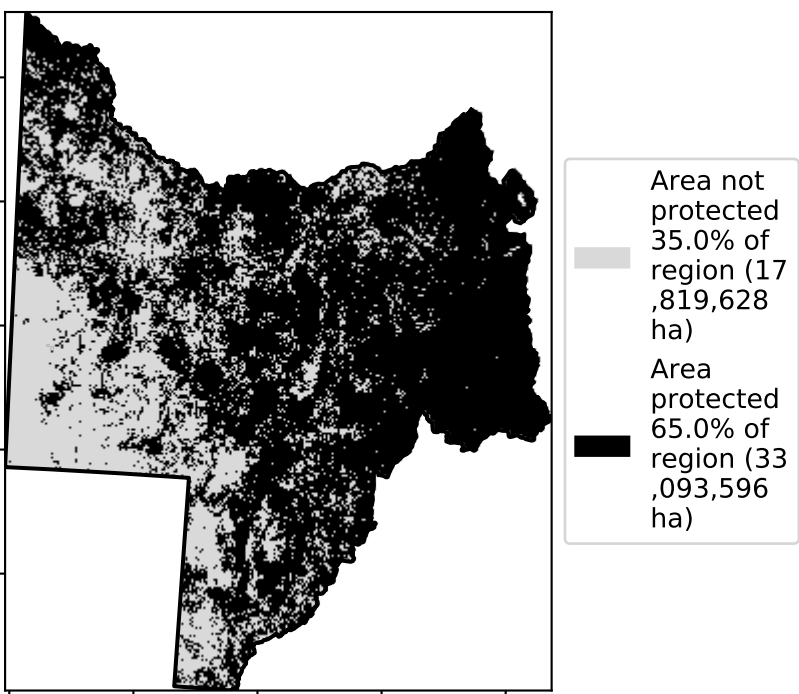 Area not
protected
35.0% of
region (17
,819,628
ha)
Area
protected
65.0% of
region (33
,093,596
ha)